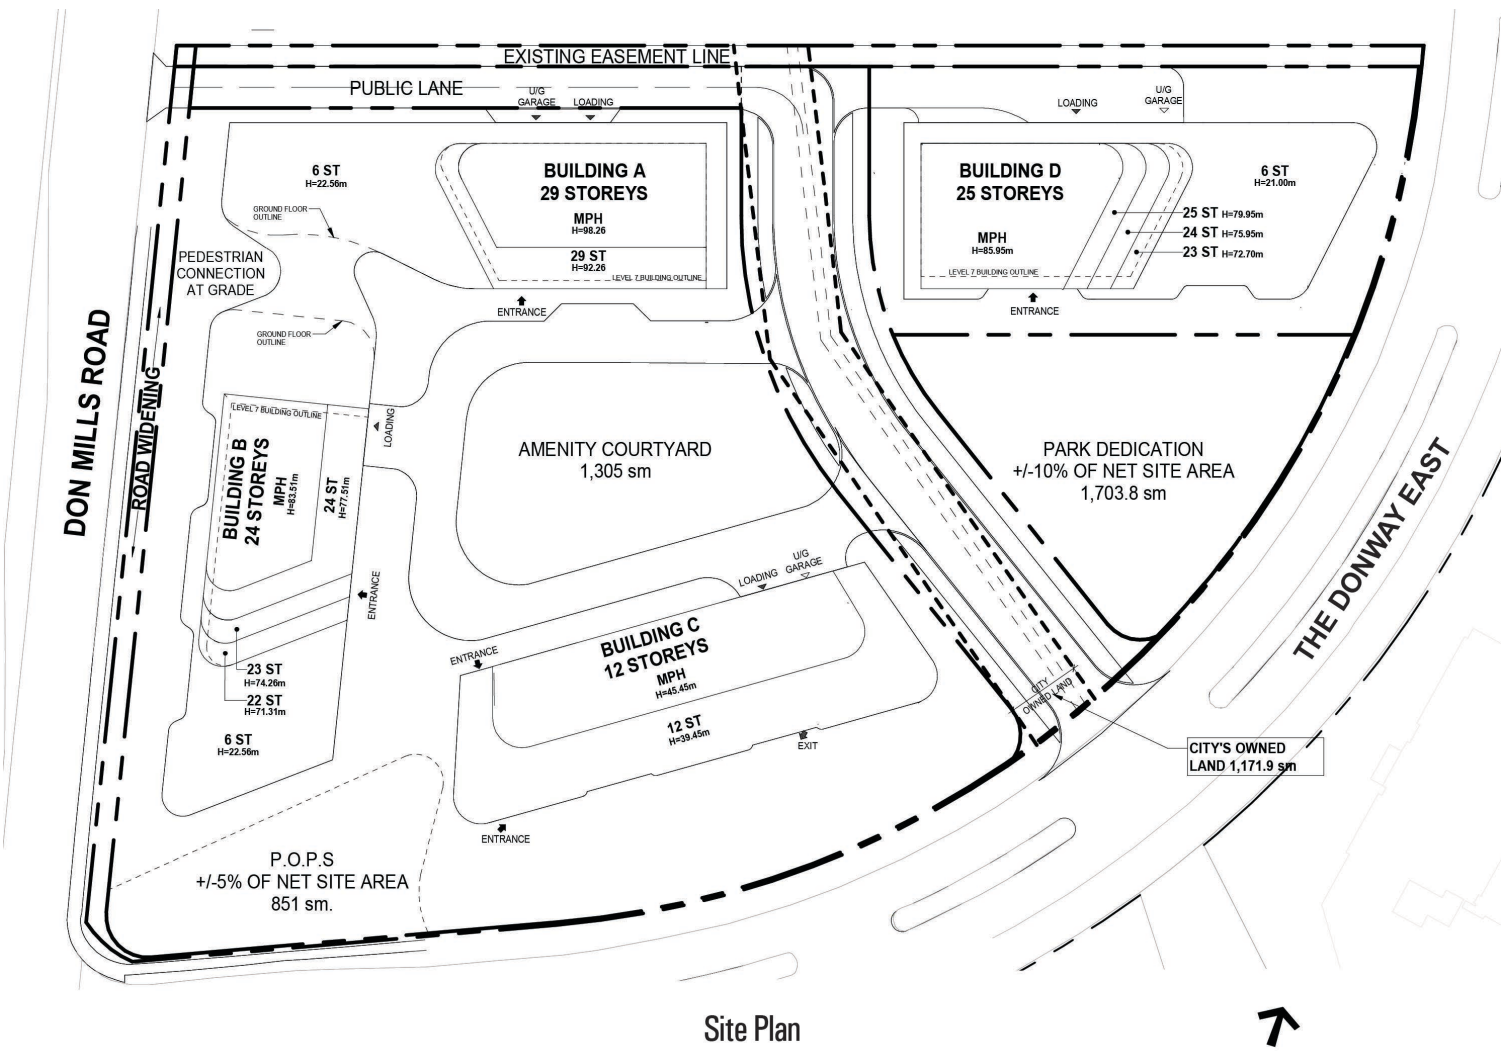 EXISTING EASEMENT LINE
PUBLIC LANE
U/G
GARAGE
LOADING
LOADING
U/G
GARAGE
6 ST
H=22.56m
BUILDING A
29 STOREYS
MPH
H=98.26
29 ST
H=92.26
LEVEL 7 BUILDING OUTLINE
ENTRANCE
GROUND FLOOR
OUTLINE
PEDESTRIAN
CONNECTION
AT GRADE
GROUND FLOOR
OUTLINE
BUILDING D
25 STOREYS
MPH
H=85.95m
LEVEL 7 BUILDING OUTLINE
ENTRANCE
6 ST
H=21.00m
25 ST H=79.95m
24 ST H=75.95m
23 ST H=72.70m
DON MILLS ROAD
ROAD WIDENING
LEVEL 7 BUILDING OUTLINE
BUILDING B
24 STOREYS
MPH
H=83.51m
24 ST
H=77.51m
LOADING
ENTRANCE
23 ST
H=74.26m
22 ST
H=71.31m
6 ST
H=22.56m
AMENITY COURTYARD
1,305 sm
PARK DEDICATION
+/-10% OF NET SITE AREA
1,703.8 sm
THE DONWAY EAST
LOADING
U/G
GARAGE
ENTRANCE
BUILDING C
12 STOREYS
MPH
H=45.45m
12 ST
H=39.45m
EXIT
ENTRANCE
CITY
OWNED LAND
CITY'S OWNED
LAND 1,171.9 sm
P.O.P.S
+/-5% OF NET SITE AREA
851 sm.
Site Plan